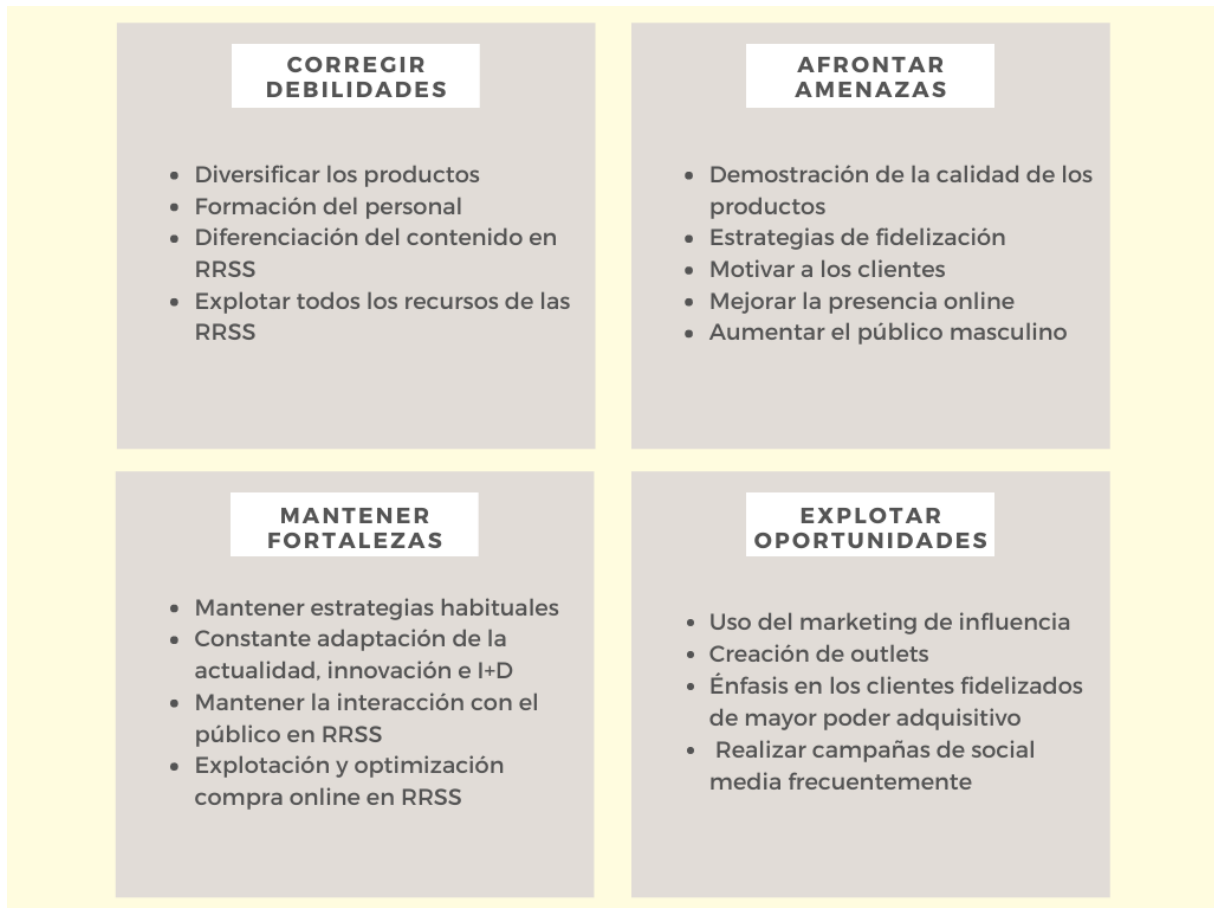 CORREGIR
DEBILIDADES
• Diversificar los productos
• Formación del personal
• Diferenciación del contenido en
RRSS
• Explotar todos los recursos de las
RRSS
AFRONTAR
AMENAZAS
• Demostración de la calidad de los
productos
• Estrategias de fidelización
• Motivar a los clientes
• Mejorar la presencia online
• Aumentar el público masculino
MANTENER
FORTALEZAS
• Mantener estrategias habituales
• Constante adaptación de la
actualidad, innovación e I+D
• Mantener la interacción con el
público en RRSS
• Explotación y optimización
compra online en RRSS
EXPLOTAR
OPORTUNIDADES
• Uso del marketing de influencia
• Creación de outlets
• Énfasis en los clientes fidelizados
de mayor poder adquisitivo
• Realizar campañas de social
media frecuentemente